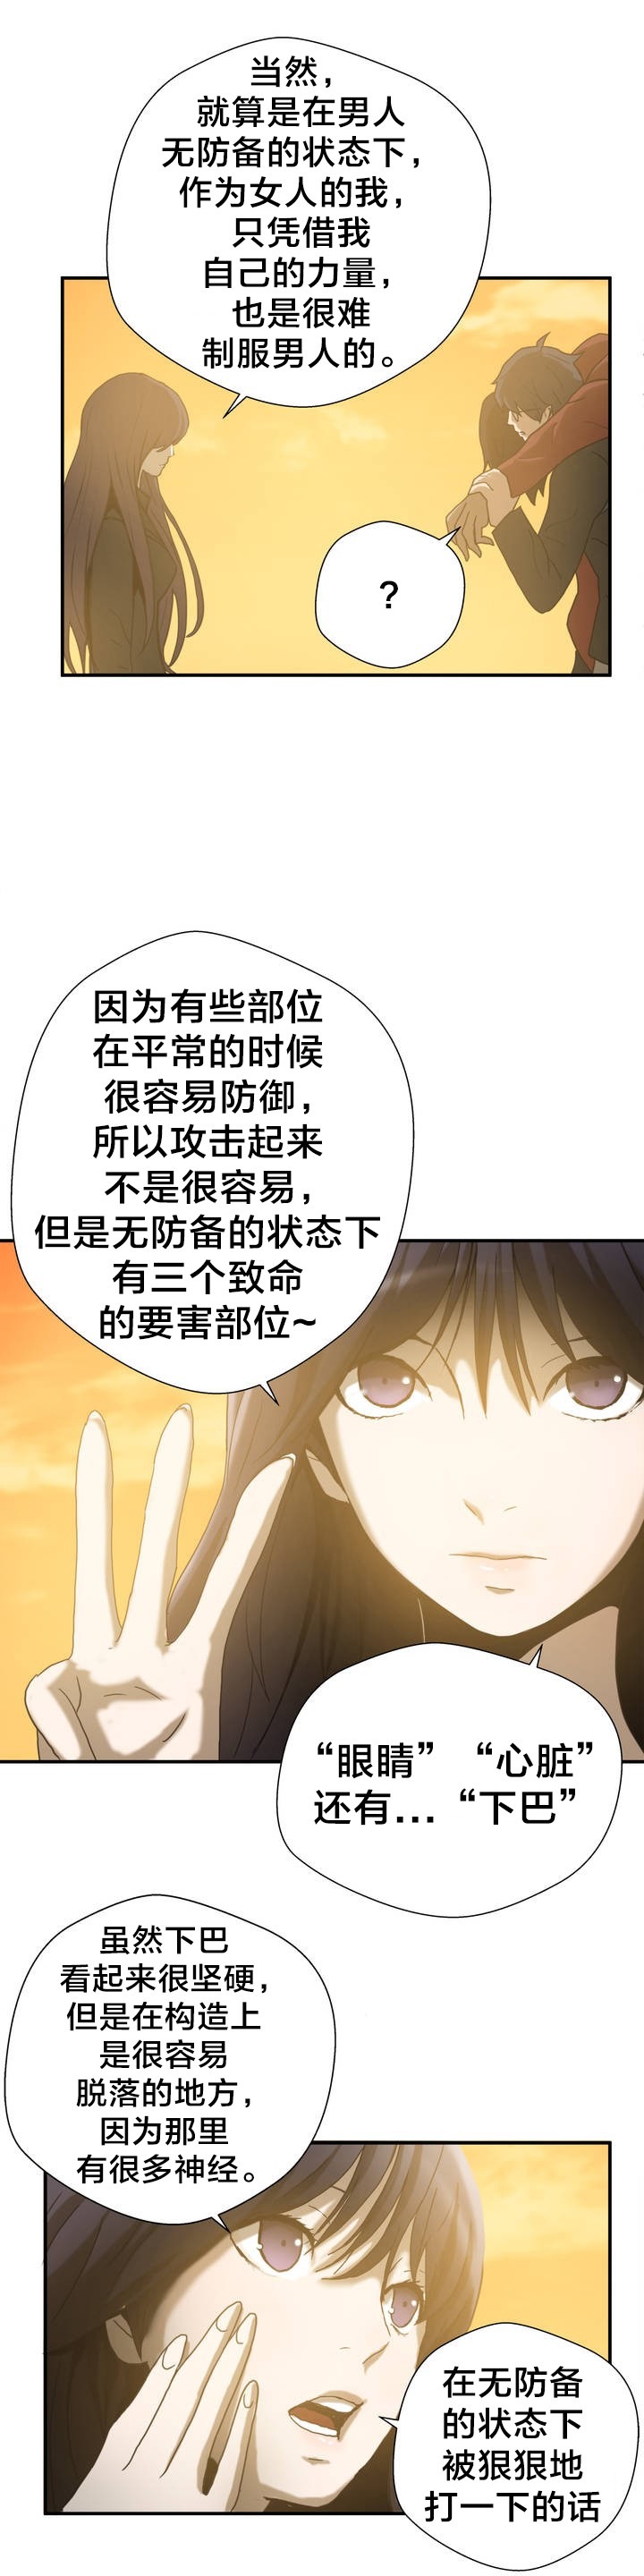 当然，
就算是在男人
无防备的状态下，
作为女人的我，
只凭借我
自己的力量，
也是很难
制服男人的。
?
因为有些部位
在平常的时候
很容易防御，
所以攻击起来
不是很容易，
但是无防备的状态下
有三个致命
的要害部位~
“眼睛” “心脏”
还有...“下巴”
虽然下巴
看起来很坚硬，
但是在构造上
是很容易
脱落的地方，
因为那里
有很多神经。
在无防备
的状态下
被狠狠地
打一下的话